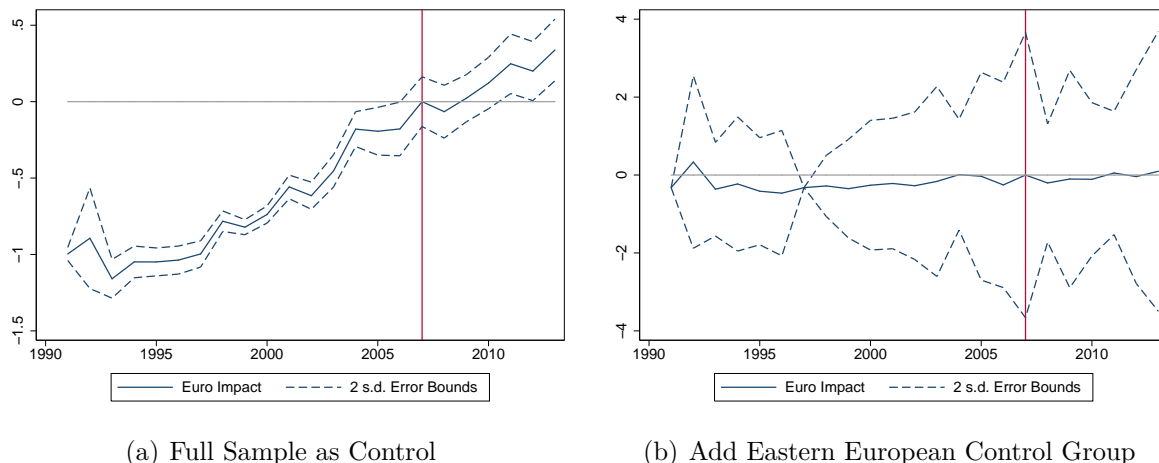 .5
0
-.5
-1
-1.5
1990 1995 2000 2005 2010
Euro Impact 2 s.d. Error Bounds
(a) Full Sample as Control
4
2
0
-2
-4
1990 1995 2000 2005 2010
Euro Impact 2 s.d. Error Bounds
(b) Add Eastern European Control Group